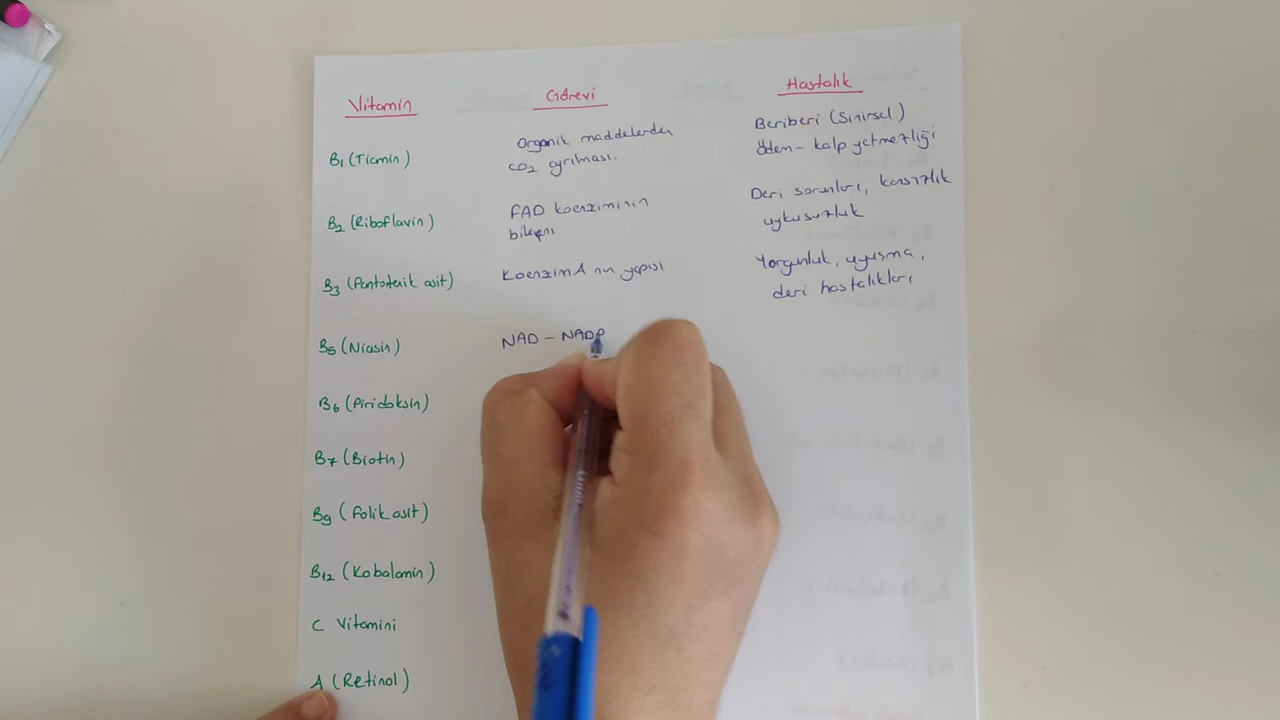 Vitamin Görevi Hastalık
B1 (Tiamin) Organik maddelerden Beriberi (Sinirsel)
CO2 ayrılması. Ödem - kalp yetmezliği
B2 (Riboflavin) FAD koenziminin Deri sorunları, kansızlık
bileşeni uykusuzluk
B3 (Pantotenik asit) Koenzim A nın yapısı Yorgunluk, uyuşma,
deri hastalıkları
B5 (Niasin) NAD - NADP
B6 (Piridoksin)
B7 (Biotin)
B9 (Folik asit)
B12 (Kobalamin)
C Vitamini
A (Retinol)